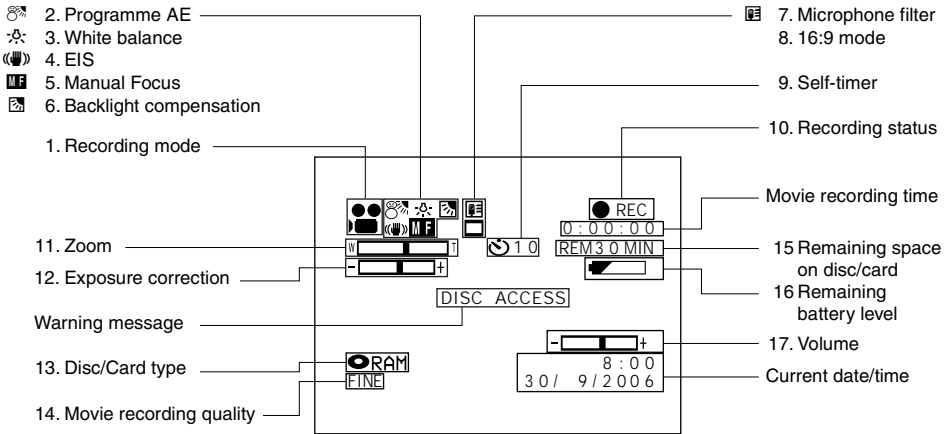 2. Programme AE
3. White balance
4. EIS
MF 5. Manual Focus
6. Backlight compensation
1. Recording mode
7. Microphone filter
8. 16:9 mode
9. Self-timer
10. Recording status
Movie recording time
MF
REC
0:00:00
11. Zoom
W T
10
REM30 MIN
15 Remaining space
on disc/card
12. Exposure correction
- +
16 Remaining
battery level
DISC ACCESS
Warning message
- +
17. Volume
13. Disc/Card type
RAM
8:00
FINE
30/ 9/2006
Current date/time
14. Movie recording quality